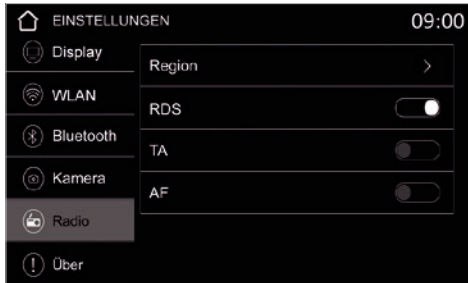 EINSTELLUNGEN 09:00
Display
WLAN
Bluetooth
Kamera
Radio
Über
Region
RDS
TA
AF